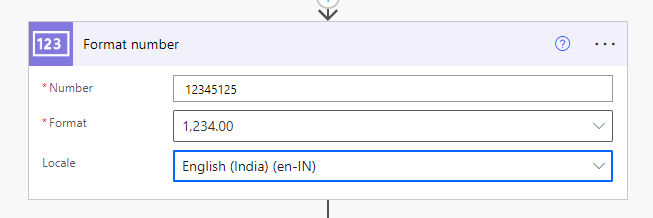 123 Format number
* Number 12345125
* Format 1,234.00
Locale English (India) (en-IN)